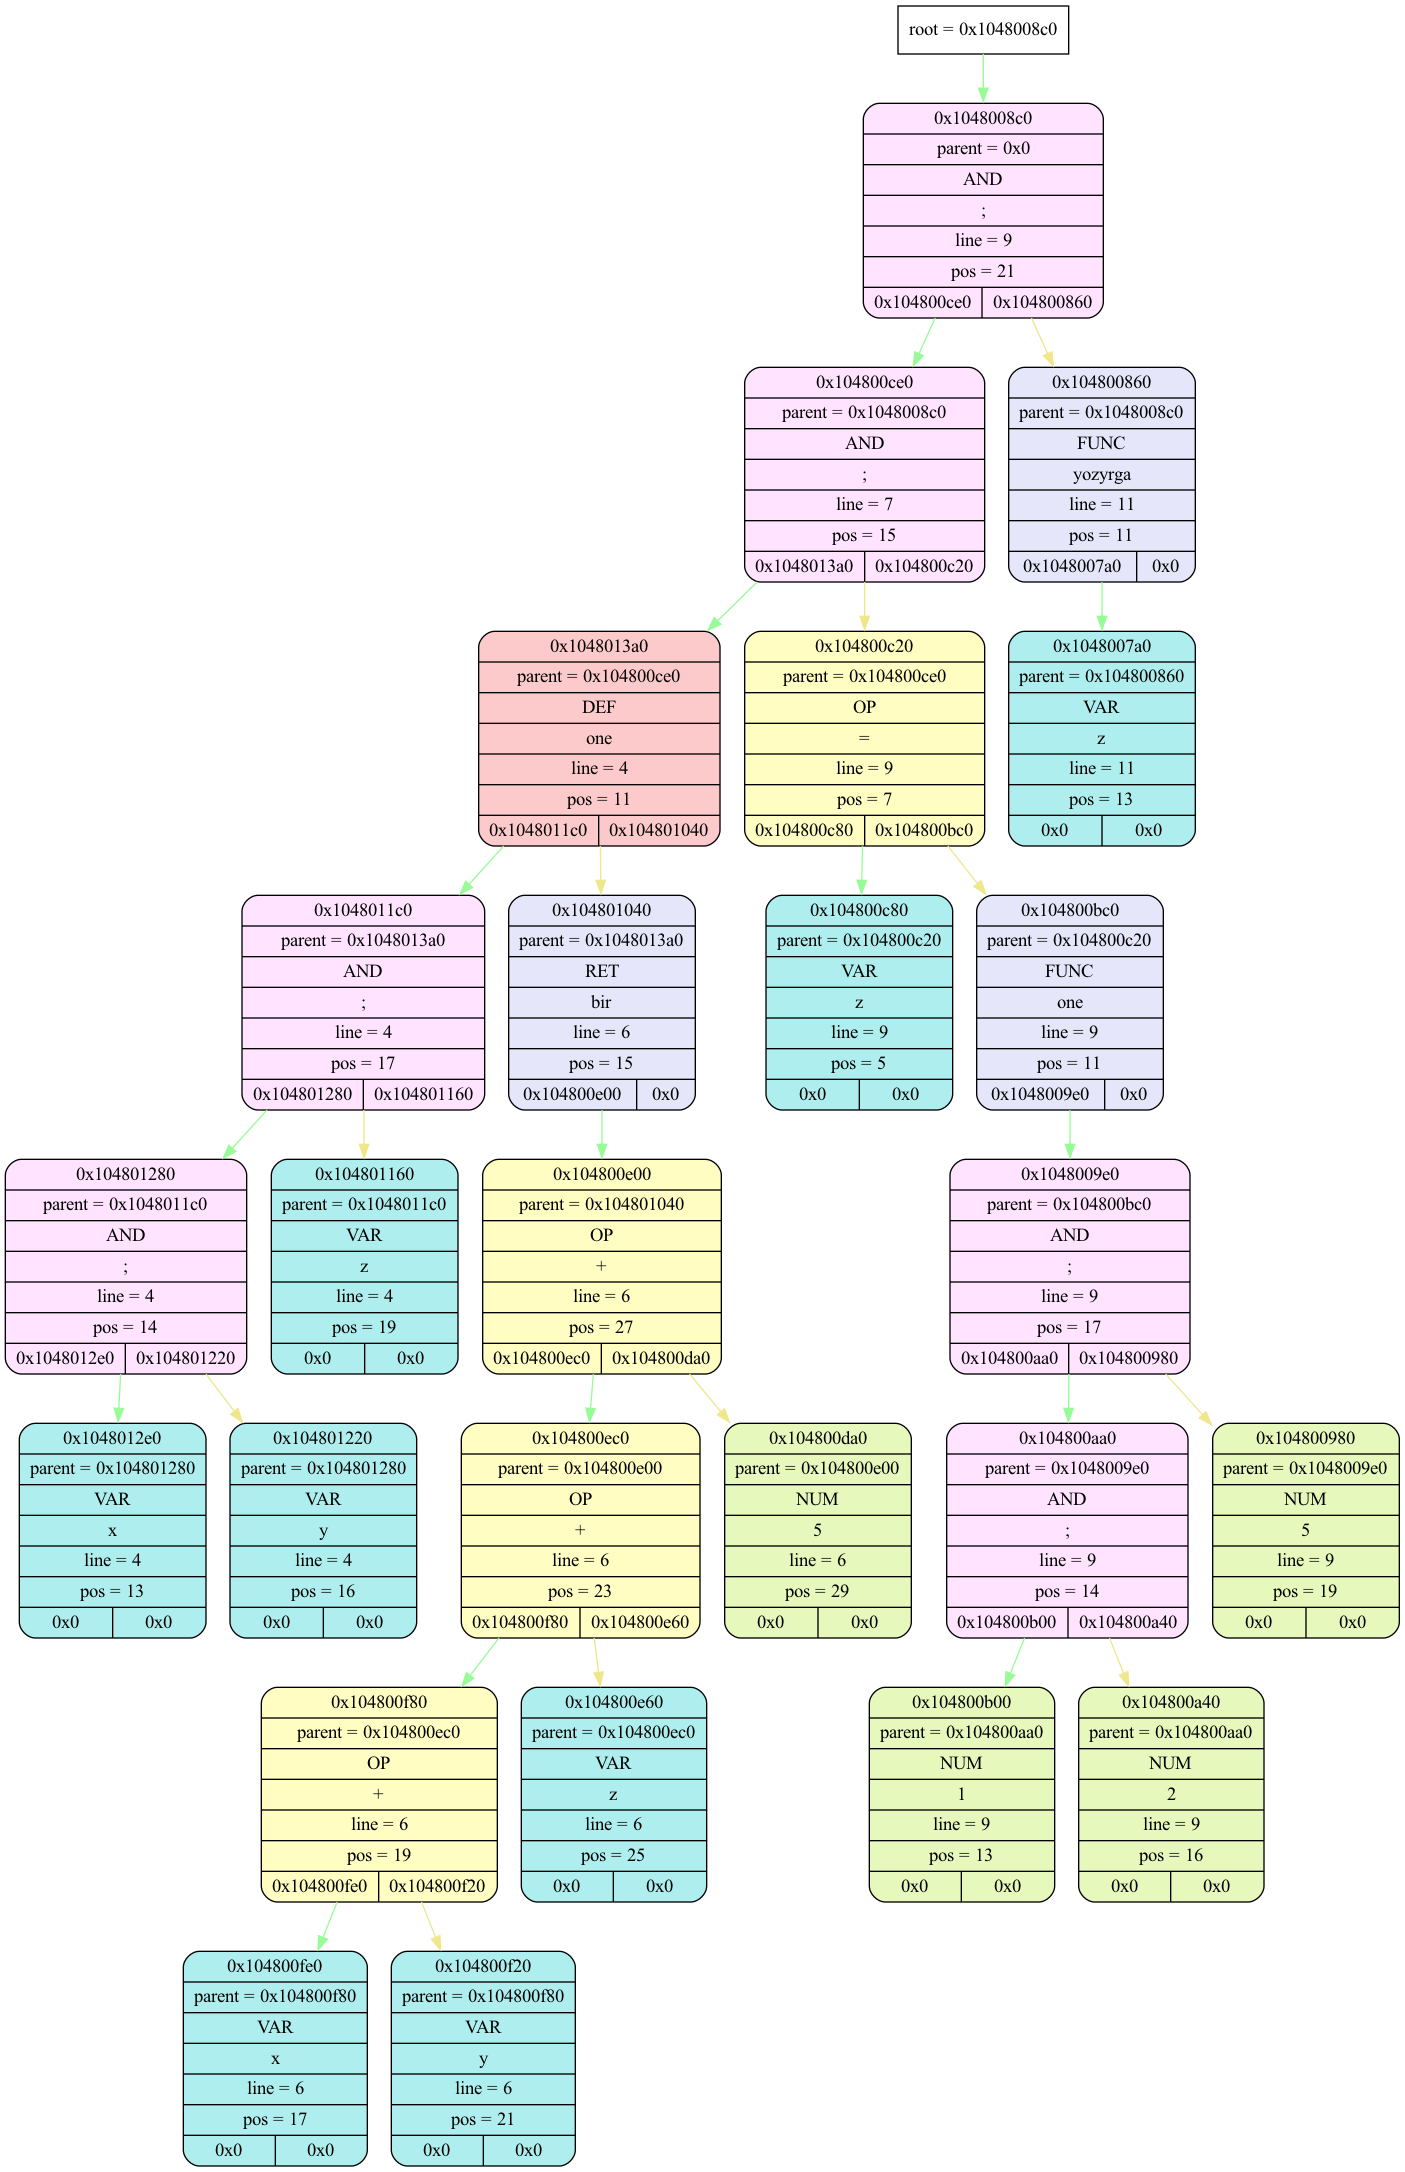 root = 0x1048008c0
0x1048008c0
parent = 0x0
AND
;
line = 9
pos = 21
0x104800ce0 0x104800860
0x104800ce0
parent = 0x1048008c0
AND
;
line = 7
pos = 15
0x1048013a0 0x104800c20
0x104800860
parent = 0x1048008c0
FUNC
yozyrga
line = 11
pos = 11
0x1048007a0 0x0
0x1048013a0
parent = 0x104800ce0
DEF
one
line = 4
pos = 11
0x1048011c0 0x104801040
0x104800c20
parent = 0x104800ce0
OP
=
line = 9
pos = 7
0x104800c80 0x104800bc0
0x1048007a0
parent = 0x104800860
VAR
z
line = 11
pos = 13
0x0 0x0
0x1048011c0
parent = 0x1048013a0
AND
;
line = 4
pos = 17
0x104801280 0x104801160
0x104801040
parent = 0x1048013a0
RET
bir
line = 6
pos = 15
0x104800e00 0x0
0x104800c80
parent = 0x104800c20
VAR
z
line = 9
pos = 5
0x0 0x0
0x104800bc0
parent = 0x104800c20
FUNC
one
line = 9
pos = 11
0x1048009e0 0x0
0x104801280
parent = 0x1048011c0
AND
;
line = 4
pos = 14
0x1048012e0 0x104801220
0x104801160
parent = 0x1048011c0
VAR
z
line = 4
pos = 19
0x0 0x0
0x104800e00
parent = 0x104801040
OP
+
line = 6
pos = 27
0x104800ec0 0x104800da0
0x1048009e0
parent = 0x104800bc0
AND
;
line = 9
pos = 17
0x104800aa0 0x104800980
0x1048012e0
parent = 0x104801280
VAR
x
line = 4
pos = 13
0x0 0x0
0x104801220
parent = 0x104801280
VAR
y
line = 4
pos = 16
0x0 0x0
0x104800ec0
parent = 0x104800e00
OP
+
line = 6
pos = 23
0x104800f80 0x104800e60
0x104800da0
parent = 0x104800e00
NUM
5
line = 6
pos = 29
0x0 0x0
0x104800aa0
parent = 0x1048009e0
AND
;
line = 9
pos = 14
0x104800b00 0x104800a40
0x104800980
parent = 0x1048009e0
NUM
5
line = 9
pos = 19
0x0 0x0
0x104800f80
parent = 0x104800ec0
OP
+
line = 6
pos = 19
0x104800fe0 0x104800f20
0x104800e60
parent = 0x104800ec0
VAR
z
line = 6
pos = 25
0x0 0x0
0x104800b00
parent = 0x104800aa0
NUM
1
line = 9
pos = 13
0x0 0x0
0x104800a40
parent = 0x104800aa0
NUM
2
line = 9
pos = 16
0x0 0x0
0x104800fe0
parent = 0x104800f80
VAR
x
line = 6
pos = 17
0x0 0x0
0x104800f20
parent = 0x104800f80
VAR
y
line = 6
pos = 21
0x0 0x0